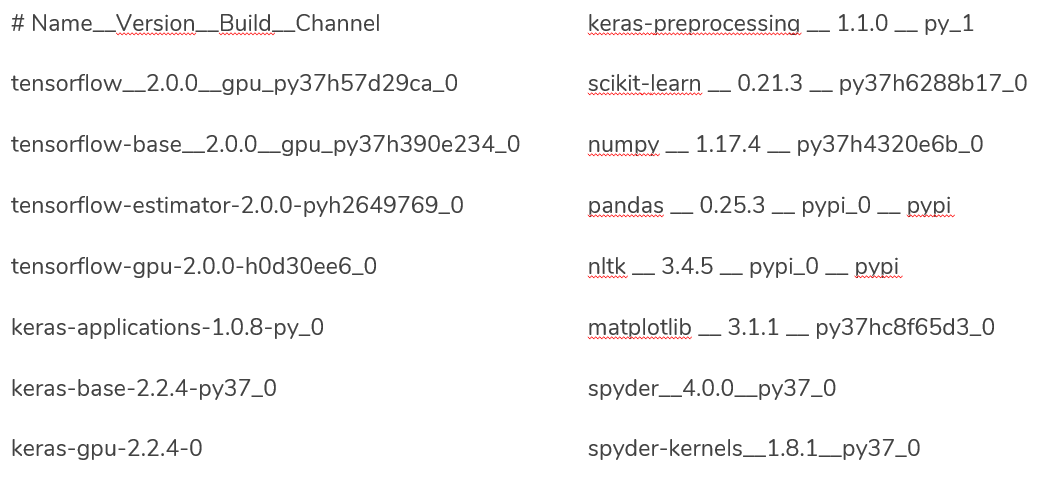 # Name__Version__Build__Channel
tensorflow__2.0.0__gpu_py37h57d29ca_0
tensorflow-base__2.0.0__gpu_py37h390e234_0
tensorflow-estimator-2.0.0-pyh2649769_0
tensorflow-gpu-2.0.0-h0d30ee6_0
keras-applications-1.0.8-py_0
keras-base-2.2.4-py37_0
keras-gpu-2.2.4-0
keras-preprocessing __ 1.1.0 __ py_1
scikit-learn __ 0.21.3 __ py37h6288b17_0
numpy __ 1.17.4 __ py37h4320e6b_0
pandas __ 0.25.3 __ pypi_0 __ pypi
nltk __ 3.4.5 __ pypi_0 __ pypi
matplotlib __ 3.1.1 __ py37hc8f65d3_0
spyder__4.0.0__py37_0
spyder-kernels__1.8.1__py37_0